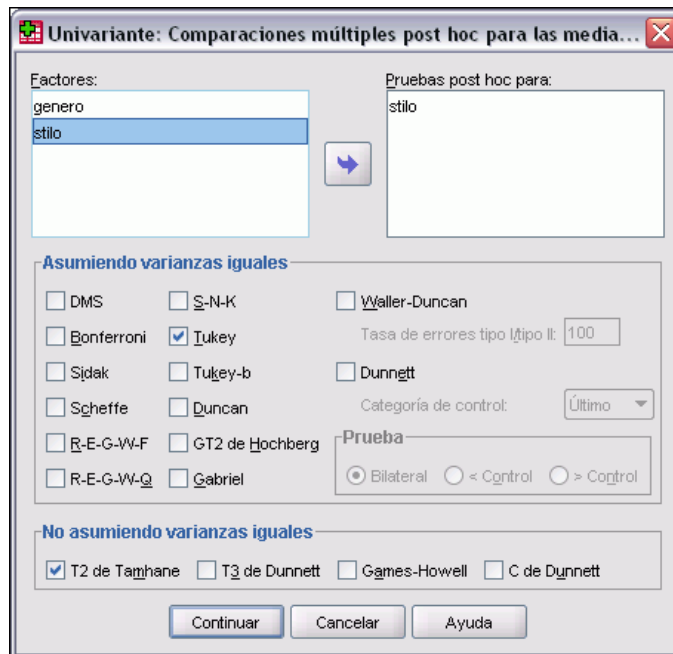 Univariante: Comparaciones múltiples post hoc para las media...
Factores:
genero
stilo
Pruebas post hoc para:
stilo
Asumiendo varianzas iguales
DMS
S-N-K
Waller-Duncan
Bonferroni
Tukey
Tasa de errores tipo I/tipo II: 100
Sidak
Tukey-b
Dunnett
Scheffe
Duncan
Categoría de control: Último
R-E-G-W-F
GT2 de Hochberg
Prueba
R-E-G-W-Q
Gabriel
Bilateral < Control > Control
No asumiendo varianzas iguales
T2 de Tamhane T3 de Dunnett Games-Howell C de Dunnett
Continuar Cancelar Ayuda